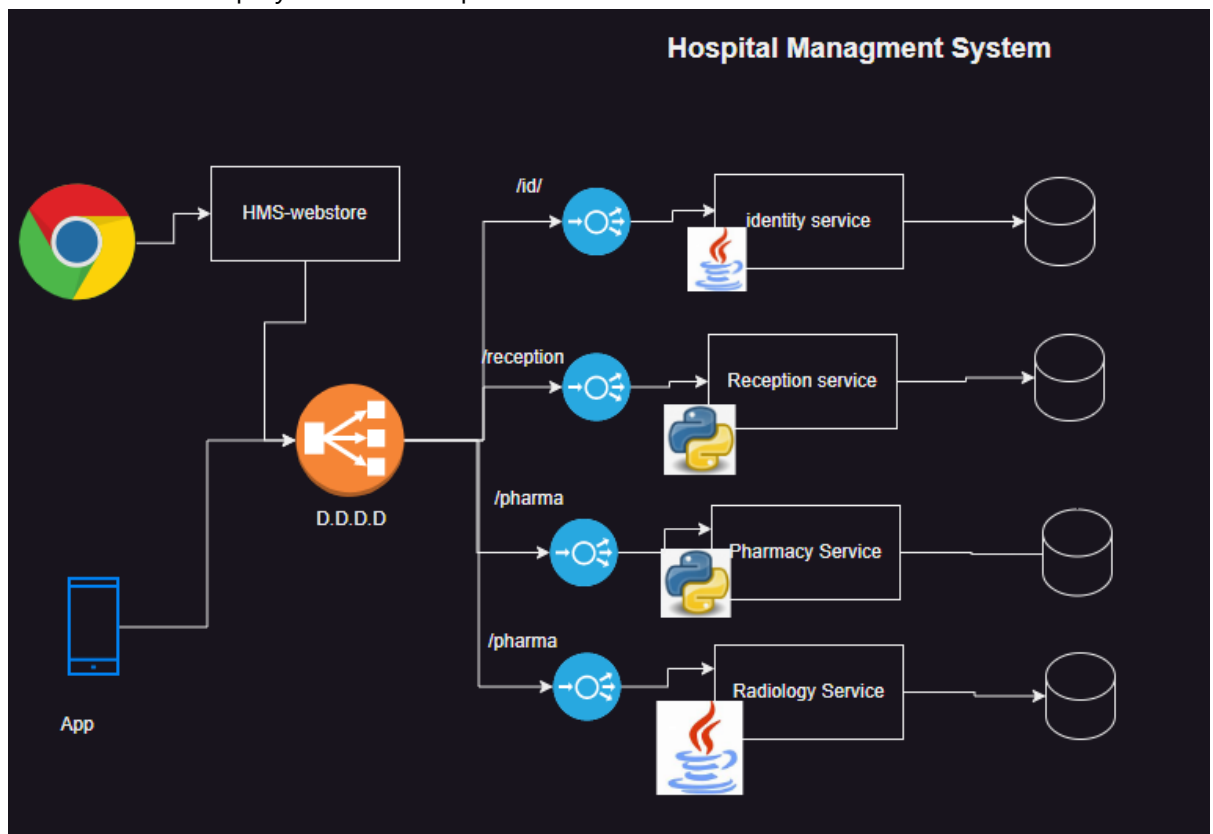 Hospital Managment System
HMS-webstore
/id/
identity service
/reception
Reception service
D.D.D.D
/pharma
Pharmacy Service
/pharma
Radiology Service
App